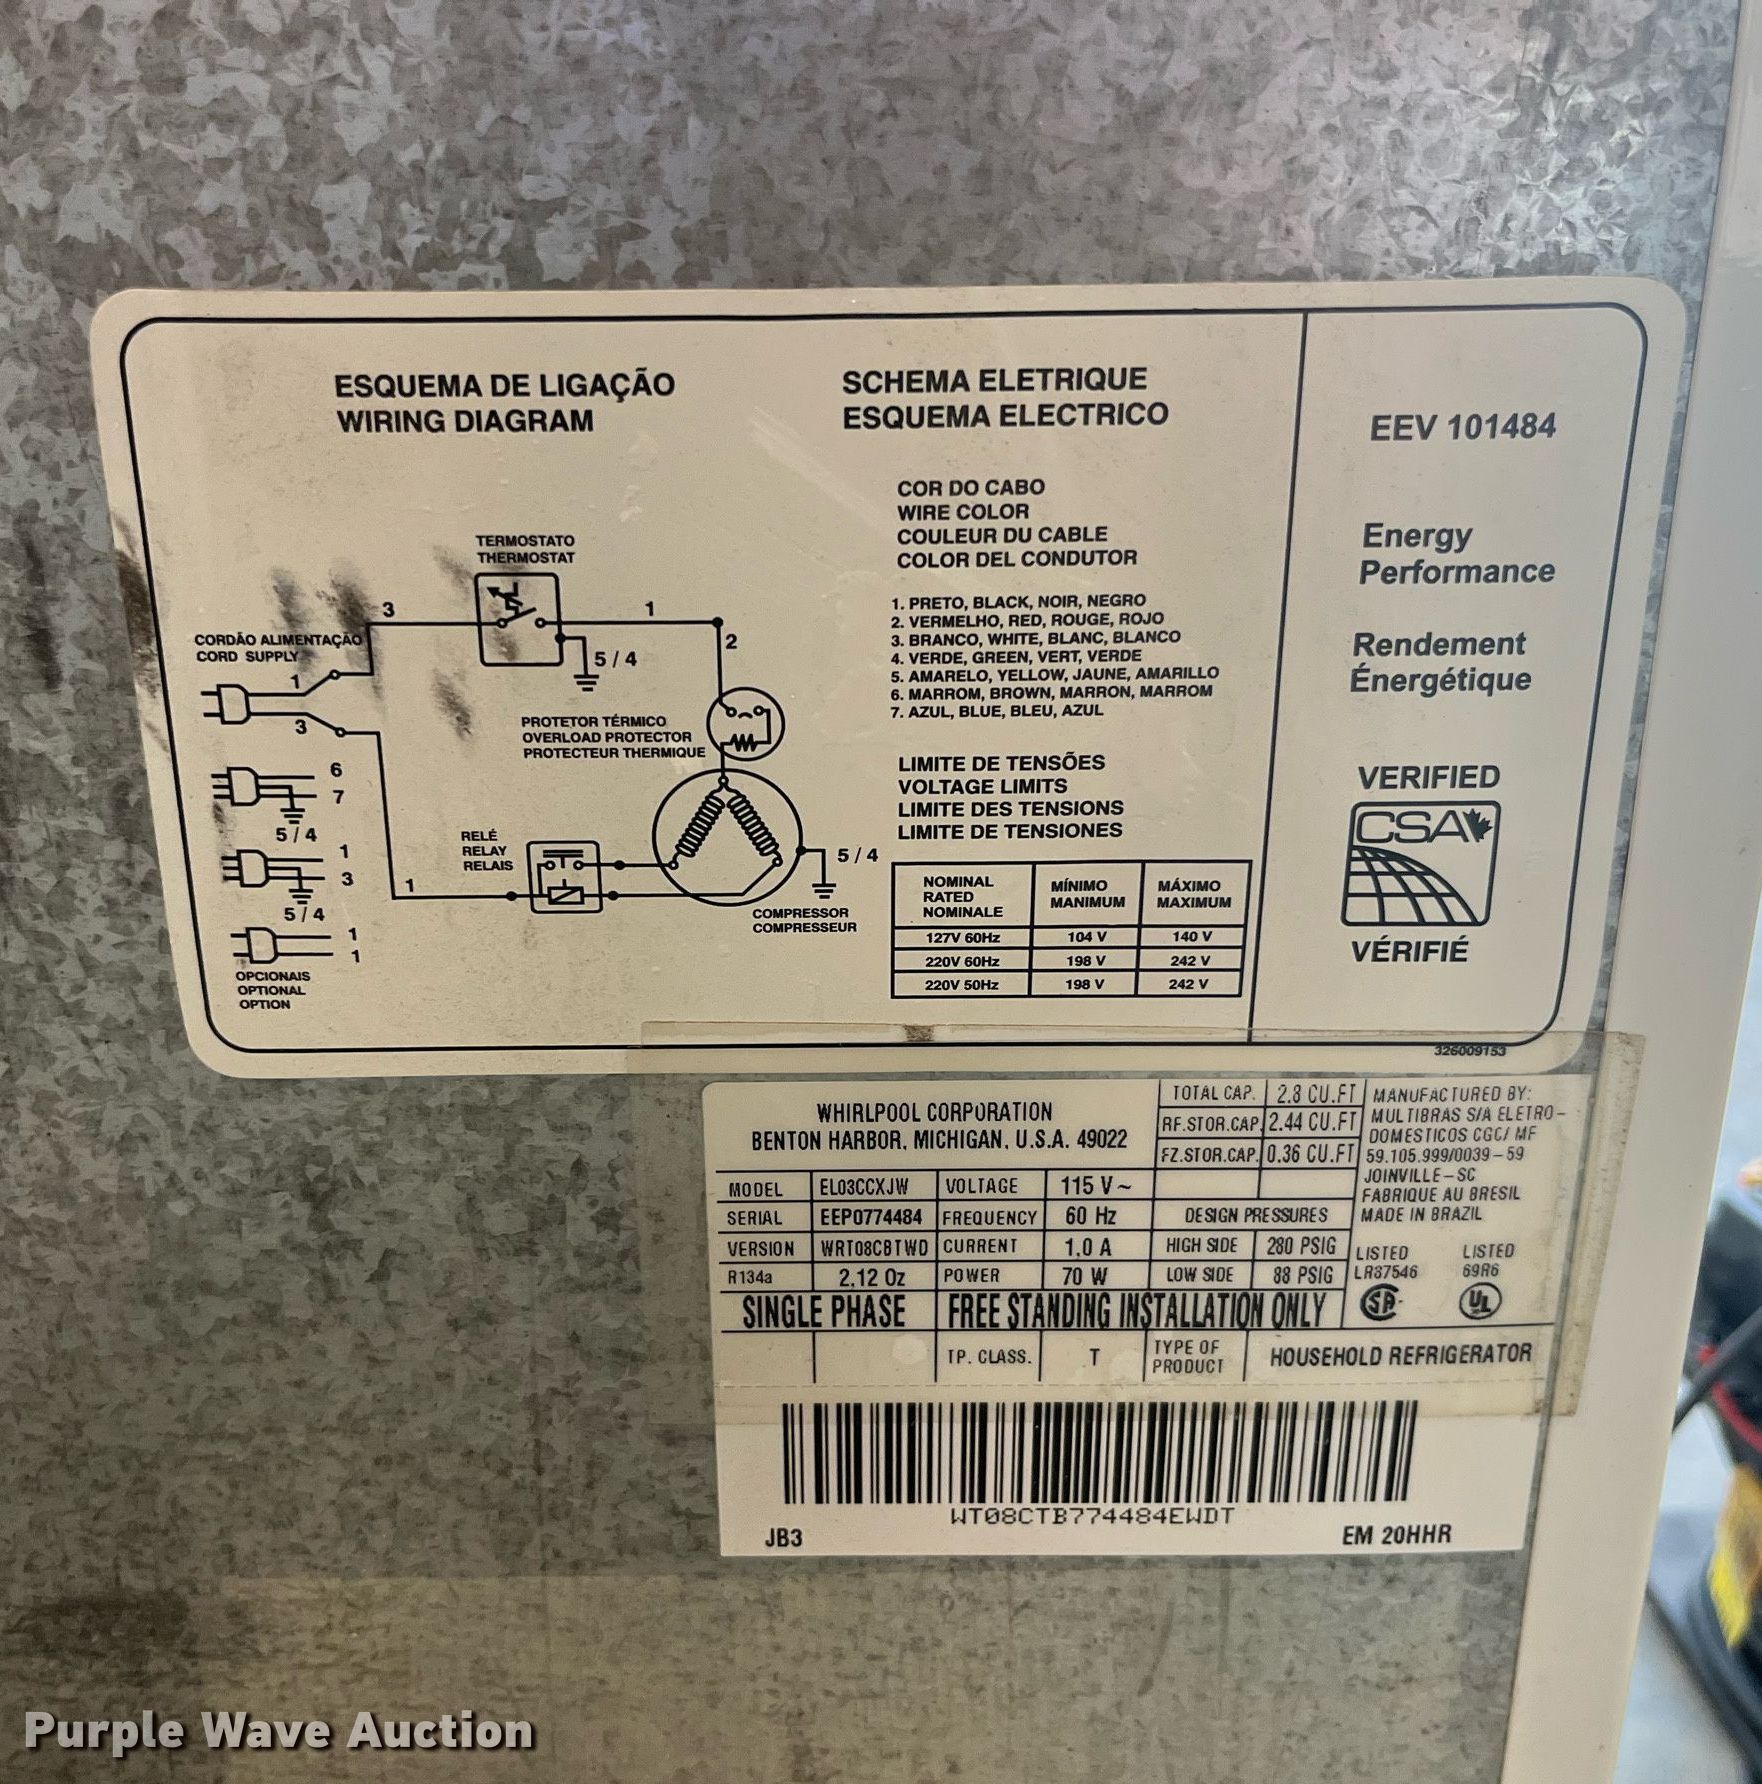 ESQUEMA DE LIGAÇÃO
WIRING DIAGRAM
SCHEMA ELETRIQUE
ESQUEMA ELECTRICO
COR DO CABO
WIRE COLOR
COULEUR DU CABLE
COLOR DEL CONDUTOR
1. PRETO, BLACK, NOIR, NEGRO
2. VERMELHO, RED, ROUGE, ROJO
3. BRANCO, WHITE, BLANC, BLANCO
4. VERDE, GREEN, VERT, VERDE
5. AMARELO, YELLOW, JAUNE, AMARILLO
6. MARROM, BROWN, MARRON, MARROM
7. AZUL, BLUE, BLEU, AZUL
TERMOSTATO
THERMOSTAT
3
1
2
5 / 4
CORDÃO ALIMENTAÇÃO
CORD SUPPLY
1
3
PROTETOR TÉRMICO
OVERLOAD PROTECTOR
PROTECTEUR THERMIQUE
6
7
5 / 4
1
3
5 / 4
1
1
OPCIONAIS
OPTIONAL
OPTION
RELÉ
RELAY
RELAIS
1
5 / 4
COMPRESSOR
COMPRESSEUR
LIMITE DE TENSÕES
VOLTAGE LIMITS
LIMITE DES TENSIONS
LIMITE DE TENSIONES
NOMINAL RATED NOMINALE MÍNIMO MANIMUM MÁXIMO MAXIMUM
127V 60Hz 104 V 140 V
220V 60Hz 198 V 242 V
220V 50Hz 198 V 242 V
EEV 101484
Energy
Performance
Rendement
Énergétique
VERIFIED
CSA
VÉRIFIÉ
326009153
WHIRLPOOL CORPORATION
BENTON HARBOR, MICHIGAN, U.S.A. 49022
TOTAL CAP. 2.8 CU.FT
RF.STOR.CAP. 2.44 CU.FT
FZ.STOR.CAP. 0.36 CU.FT
MANUFACTURED BY:
MULTIBRAS S/A ELETRO-
DOMESTICOS CGC/ MF
59.105.999/0039-59
JOINVILLE-SC
FABRIQUE AU BRESIL
MADE IN BRAZIL
MODEL EL03CCXJW VOLTAGE 115 V~
SERIAL EEP0774484 FREQUENCY 60 Hz DESIGN PRESSURES
VERSION WRT08CBTWD CURRENT 1,0 A HIGH SIDE 280 PSIG
R134a 2,12 Oz POWER 70 W LOW SIDE 88 PSIG
LISTED LISTED
LR37546 69R6
SA UL
SINGLE PHASE FREE STANDING INSTALLATION ONLY
TP. CLASS. T TYPE OF PRODUCT HOUSEHOLD REFRIGERATOR
WT08CTB774484EWDT
JB3 EM 20HHR
Purple Wave Auction